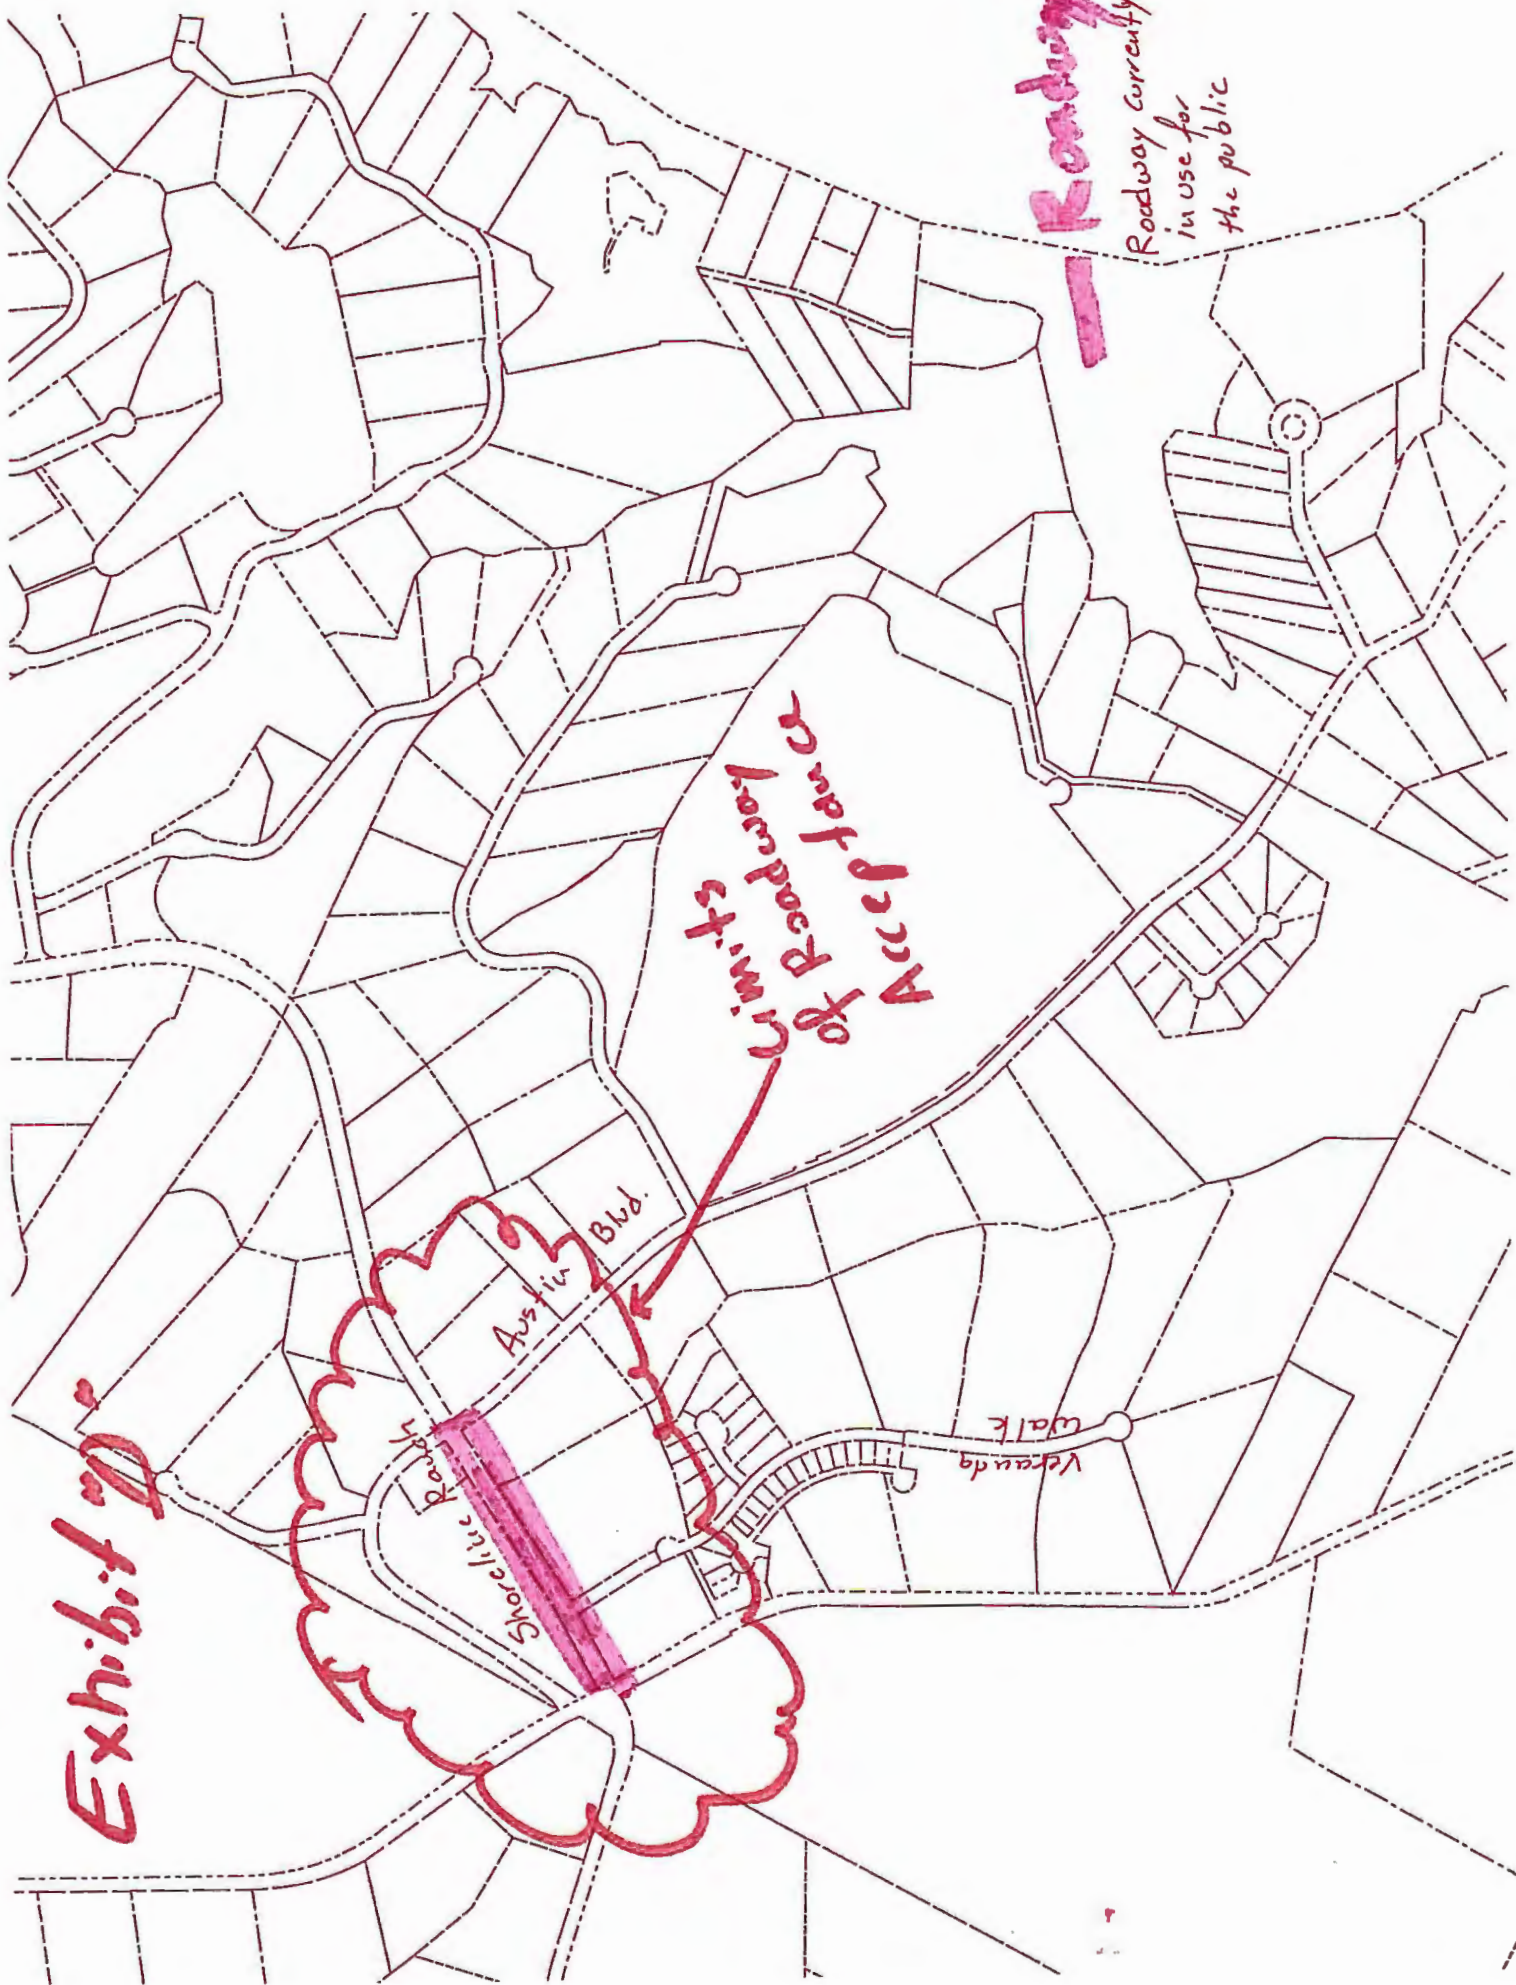 Exhibit "D"
Roadway
Roadway currently
in use for
the public
Limits
of Roadway
Acceptance
Austin Blvd.
Shoreline Ranch
Veranda
Walk